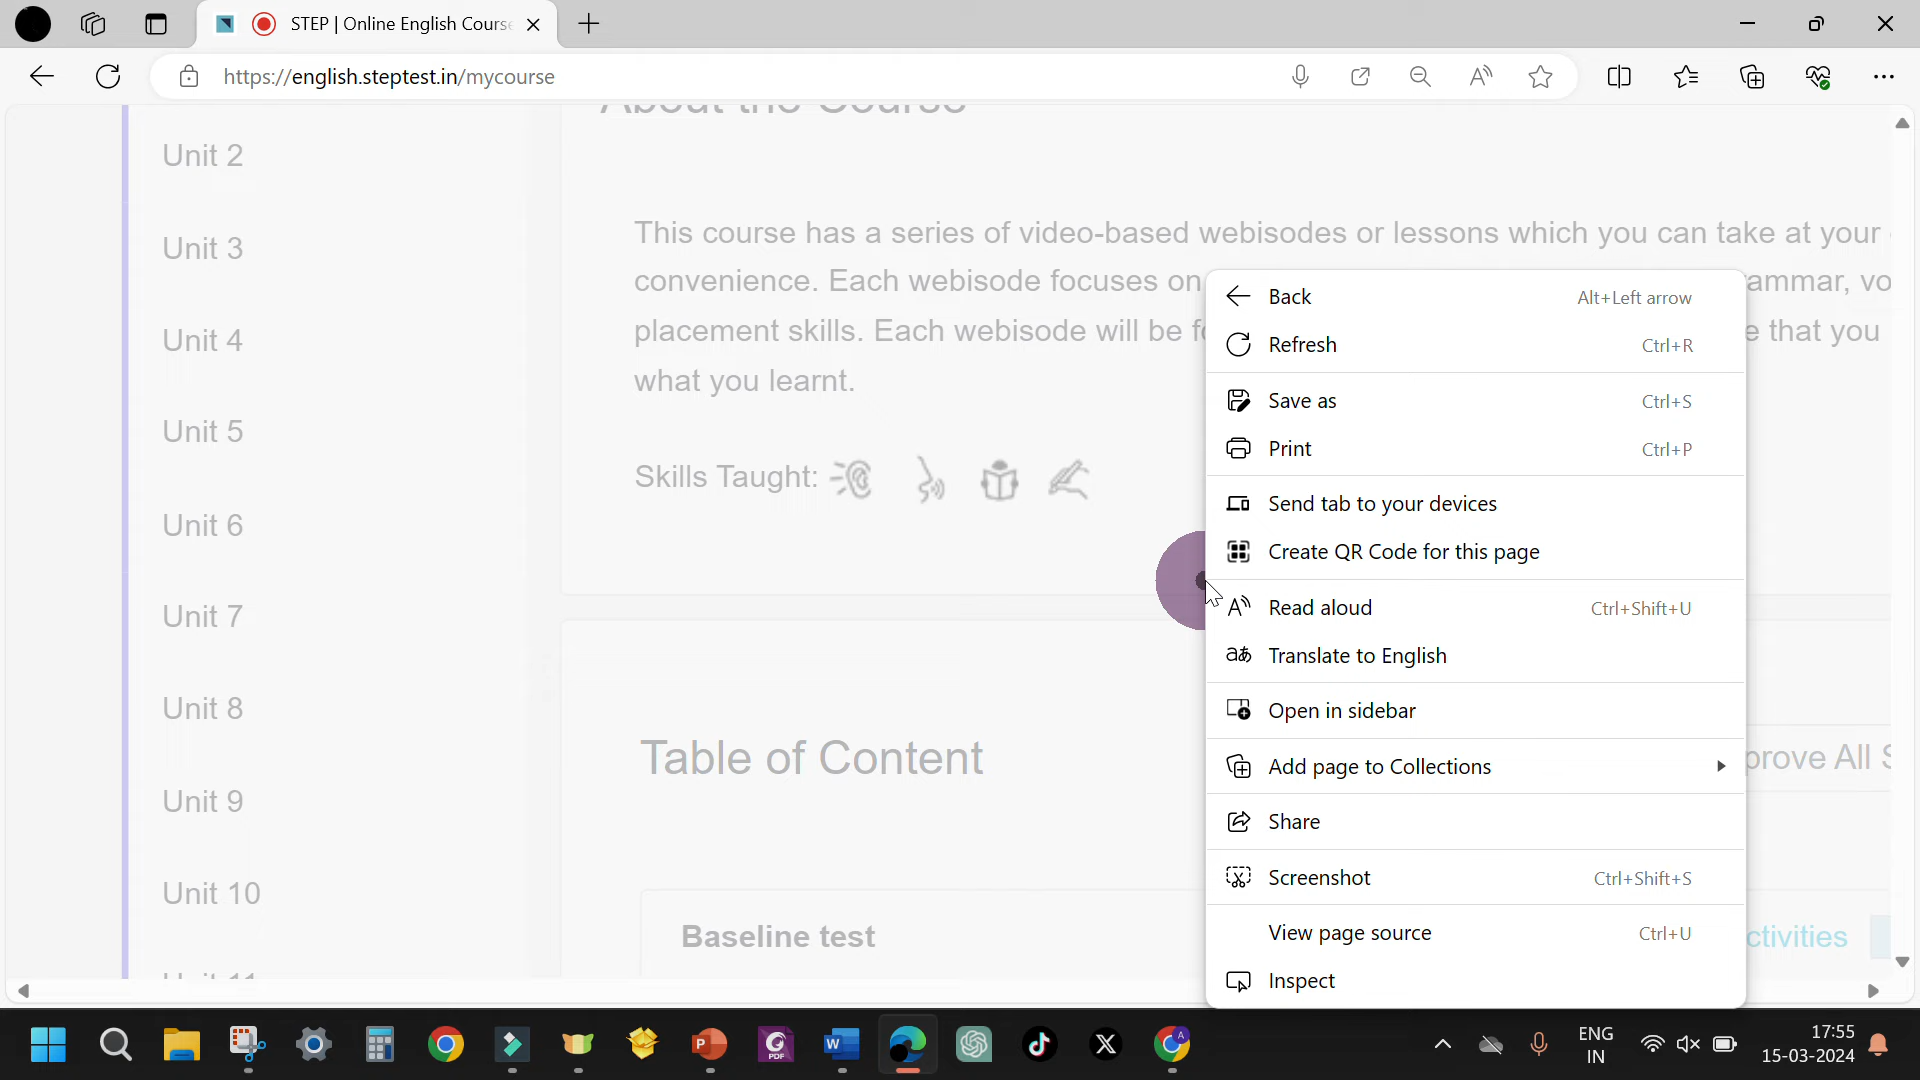 STEP | Online English Cours
https://english.steptest.in/mycourse
About the Course
Unit 2
Unit 3
Unit 4
Unit 5
Unit 6
Unit 7
Unit 8
Unit 9
Unit 10
Unit 11
This course has a series of video-based webisodes or lessons which you can take at your
convenience. Each webisode focuses on ammar, vo
placement skills. Each webisode will be f e that you
what you learnt.
Skills Taught:
Table of Content
prove All S
Baseline test
ctivities
Back Alt+Left arrow
Refresh Ctrl+R
Save as Ctrl+S
Print Ctrl+P
Send tab to your devices
Create QR Code for this page
Read aloud Ctrl+Shift+U
Translate to English
Open in sidebar
Add page to Collections
Share
Screenshot Ctrl+Shift+S
View page source Ctrl+U
Inspect
ENG
IN
17:55
15-03-2024